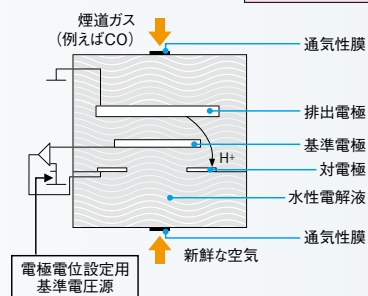 煙道ガス
(例えばCO)
通気性膜
排出電極
基準電極
H+
対電極
水性電解液
通気性膜
新鮮な空気
電極電位設定用
基準電圧源